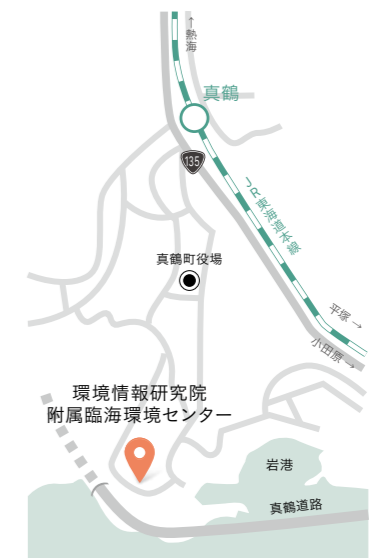 ←熱海
真鶴
135
JR東海道本線
真鶴町役場
平塚→
小田原→
環境情報研究院
附属臨海環境センター
岩港
真鶴道路